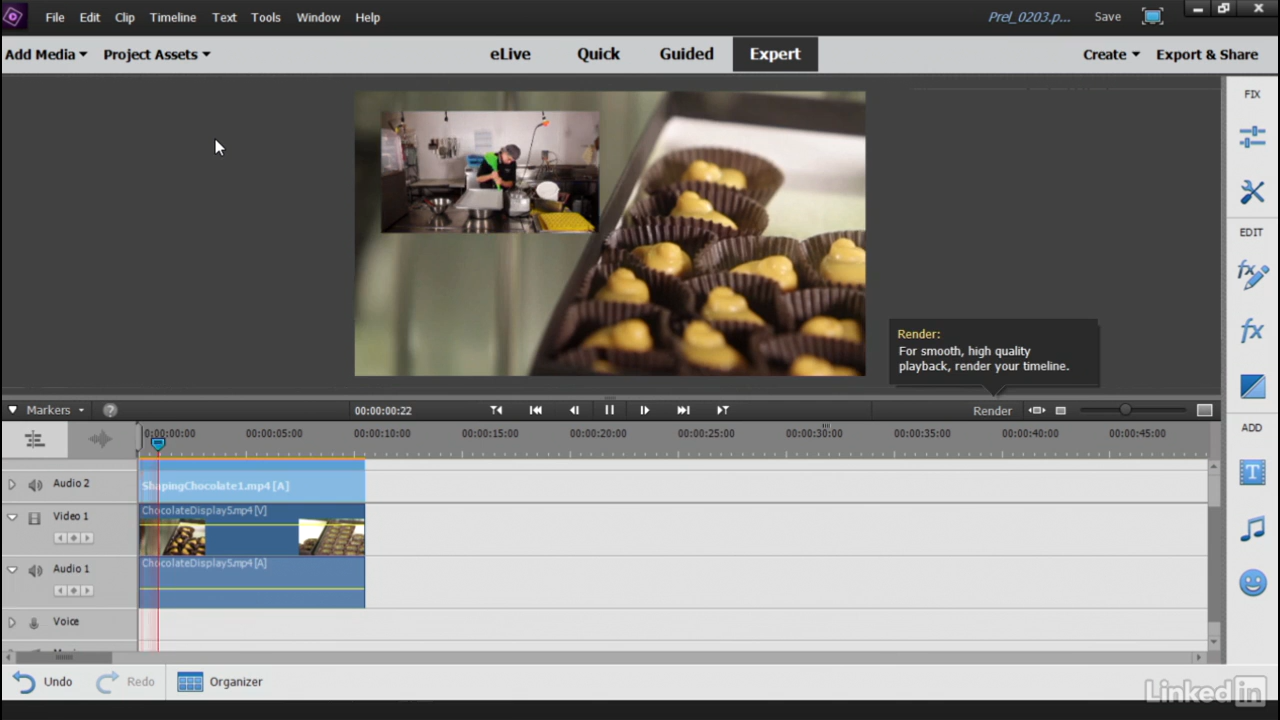 File Edit Clip Timeline Text Tools Window Help
Prel_0203.p... Save
Add Media Project Assets
eLive Quick Guided Expert
Create Export & Share
FIX
EDIT
Render:
For smooth, high quality
playback, render your timeline.
Markers
00:00:00:22
Render
ADD
0:00:00:00 00:00:05:00 00:00:10:00 00:00:15:00 00:00:20:00 00:00:25:00 00:00:30:00 00:00:35:00 00:00:40:00 00:00:45:00
Audio 2
ShapingChocolate1.mp4 [A]
Video 1
ChocolateDisplay5.mp4 [V]
Audio 1
ChocolateDisplay5.mp4 [A]
Voice
Undo Redo Organizer
Linked in